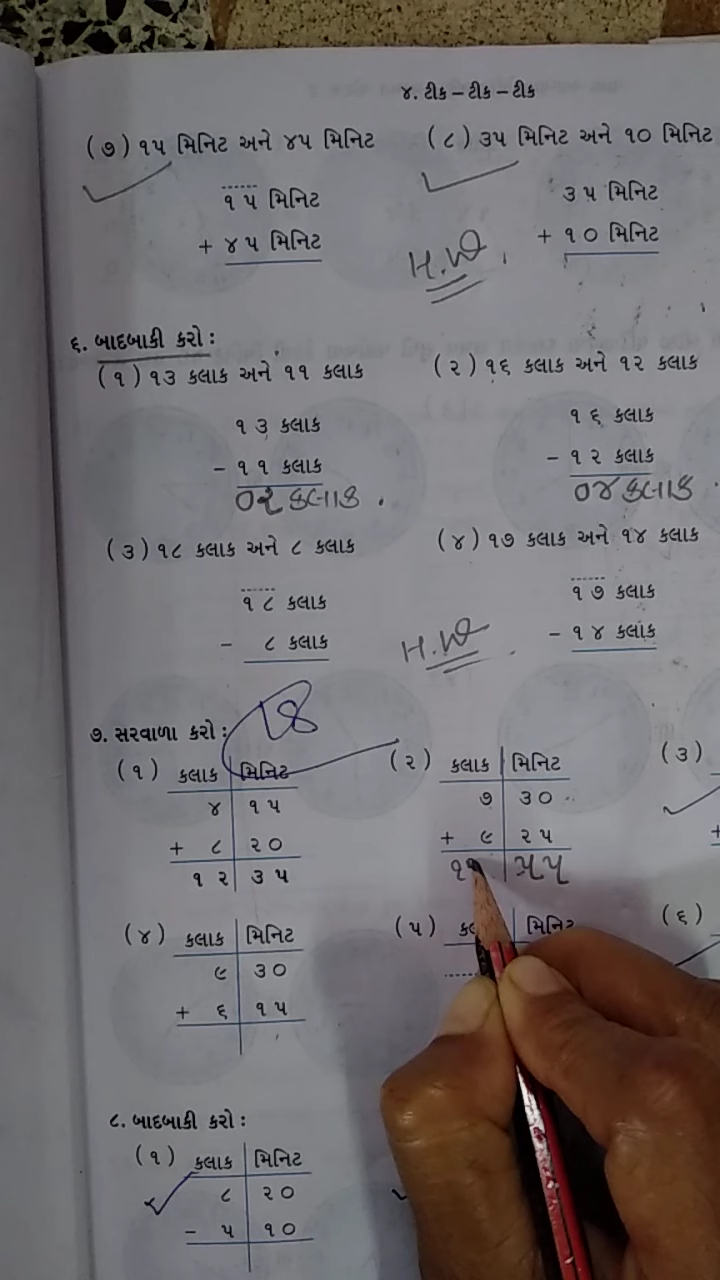 ૪. ટીક – ટીક – ટીક
(૭) ૧૫ મિનિટ અને ૪૫ મિનિટ
૧૫ મિનિટ
+ ૪૫ મિનિટ
(૮) ૩૫ મિનિટ અને ૧૦ મિનિટ
૩૫ મિનિટ
+ ૧૦ મિનિટ
H.W.
૬. બાદબાકી કરો :
(૧) ૧૩ કલાક અને ૧૧ કલાક
૧૩ કલાક
– ૧૧ કલાક
૦૨ કલાક .
(૨) ૧૬ કલાક અને ૧૨ કલાક
૧૬ કલાક
– ૧૨ કલાક
૦૪ કલાક .
(૩) ૧૮ કલાક અને ૮ કલાક
૧૮ કલાક
– ૮ કલાક
(૪) ૧૭ કલાક અને ૧૪ કલાક
૧૭ કલાક
– ૧૪ કલાક
H.W.
૭. સરવાળા કરો :
(૧) કલાક મિનિટ
૪ ૧૫
+ ૮ ૨૦
૧૨ ૩૫
(૨) કલાક મિનિટ
૭ ૩૦
+ ૯ ૨૫
૫૫
(૩)
(૪) કલાક મિનિટ
૯ ૩૦
+ ૬ ૧૫
(૫)
(૬)
૮. બાદબાકી કરો :
(૧) કલાક મિનિટ
૮ ૨૦
– ૫ ૧૦